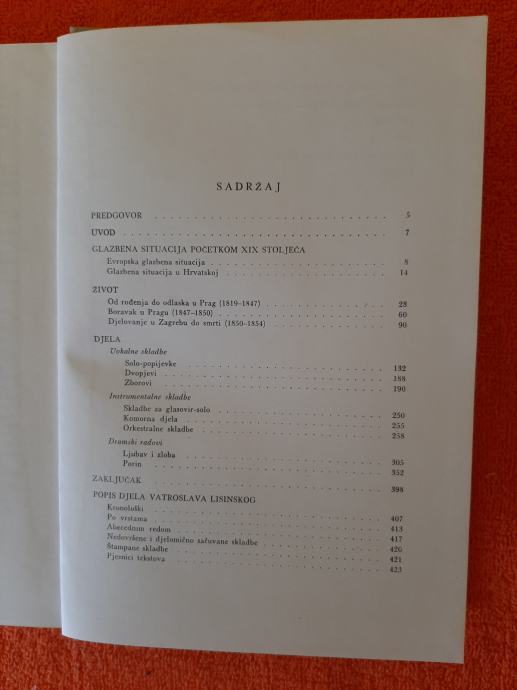 SADRŽAJ
PREDGOVOR . . . . . . . . . . . . . . . . . . . . 5
UVOD . . . . . . . . . . . . . . . . . . . . 7
GLAZBENA SITUACIJA POČETKOM XIX STOLJEĆA
Evropska glazbena situacija . . . . . . . . . . . . 8
Glazbena situacija u Hrvatskoj . . . . . . . . . . . . 14
ŽIVOT
Od rođenja do odlaska u Prag (1819–1847) . . . . . . . . 28
Boravak u Pragu (1847–1850) . . . . . . . . . . . . 60
Djelovanje u Zagrebu do smrti (1850–1854) . . . . . . . . 90
DJELA
Vokalne skladbe
Solo-popijevke . . . . . . . . . . . . . . . . 132
Dvopjevi . . . . . . . . . . . . . . . . 188
Zborovi . . . . . . . . . . . . . . . . 190
Instrumentalne skladbe
Skladbe za glasovir-solo . . . . . . . . . . . . 250
Komorna djela . . . . . . . . . . . . 255
Orkestralne skladbe . . . . . . . . . . . . 258
Dramski radovi
Ljubav i zloba . . . . . . . . . . . . . . . . 305
Porin . . . . . . . . . . . . . . . . 352
ZAKLJUČAK . . . . . . . . . . . . . . . . 398
POPIS DJELA VATROSLAVA LISINSKOG
Kronološki . . . . . . . . . . . . . . . . 407
Po vrstama . . . . . . . . . . . . . . . . 413
Abecednim redom . . . . . . . . . . . . . . . . 417
Nedovršene i djelomično sačuvane skladbe . . . . . . . . 420
Štampane skladbe . . . . . . . . . . . . . . . . 421
Pjesnici tekstova . . . . . . . . . . . . . . . . 423